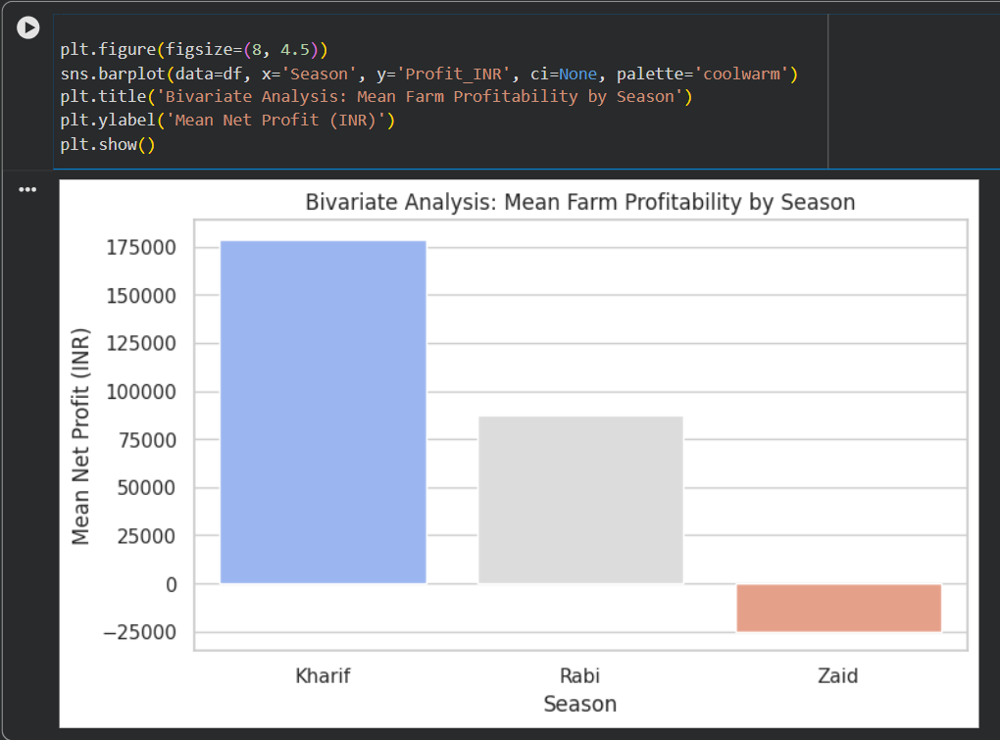 plt.figure(figsize=(8, 4.5))
sns.barplot(data=df, x='Season', y='Profit_INR', ci=None, palette='coolwarm')
plt.title('Bivariate Analysis: Mean Farm Profitability by Season')
plt.ylabel('Mean Net Profit (INR)')
plt.show()
Bivariate Analysis: Mean Farm Profitability by Season
Mean Net Profit (INR)
175000
150000
125000
100000
75000
50000
25000
0
−25000
Kharif Rabi Zaid
Season